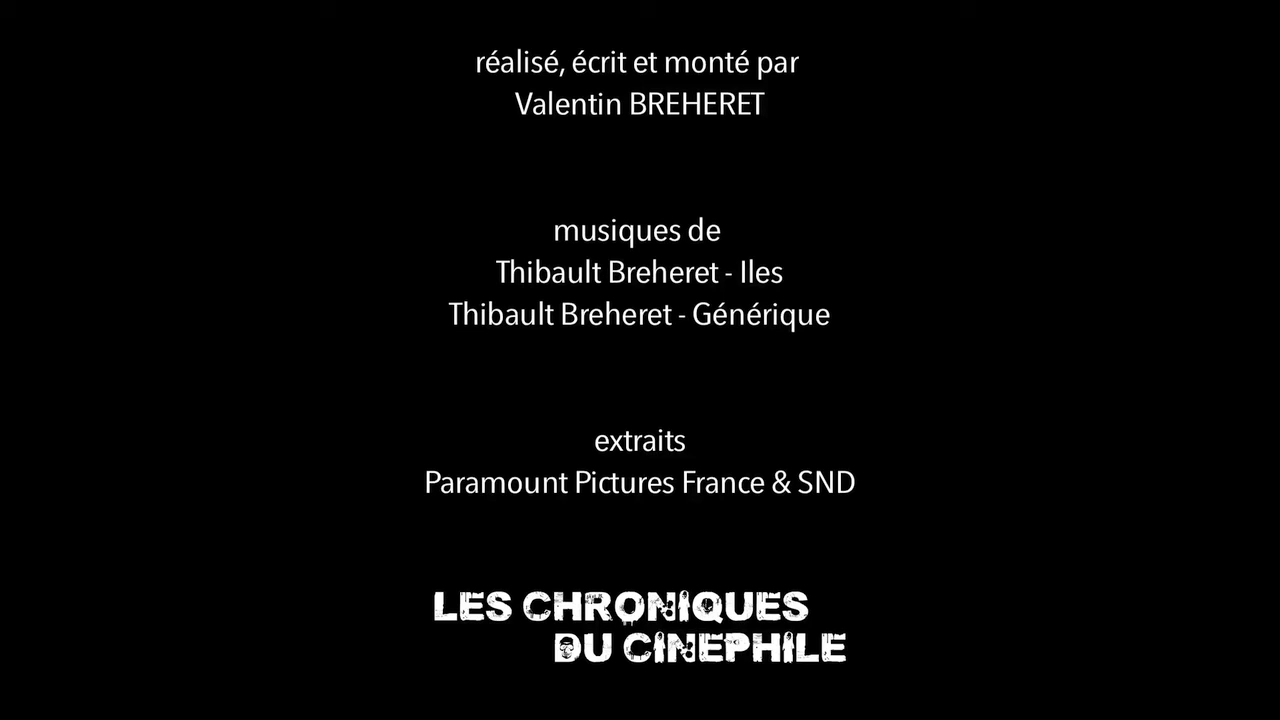 réalisé, écrit et monté par
Valentin BREHERET
musiques de
Thibault Breheret - Iles
Thibault Breheret - Générique
extraits
Paramount Pictures France & SND
LES CHRONIQUES
DU CINEPHILE